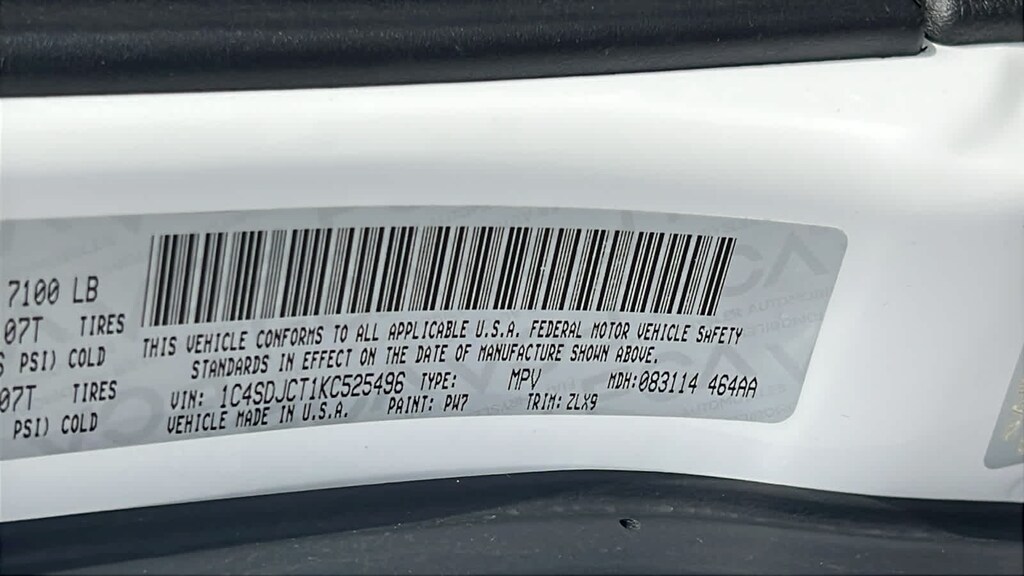 7100 LB
07T TIRES
PSI) COLD
07T TIRES
PSI) COLD
THIS VEHICLE CONFORMS TO ALL APPLICABLE U.S.A. FEDERAL MOTOR VEHICLE SAFETY
STANDARDS IN EFFECT ON THE DATE OF MANUFACTURE SHOWN ABOVE.
VIN: 1C4SDJCT1KC525496 TYPE: MPV MDH:083114 464AA
VEHICLE MADE IN U.S.A. PAINT: PW7 TRIM: ZLX9